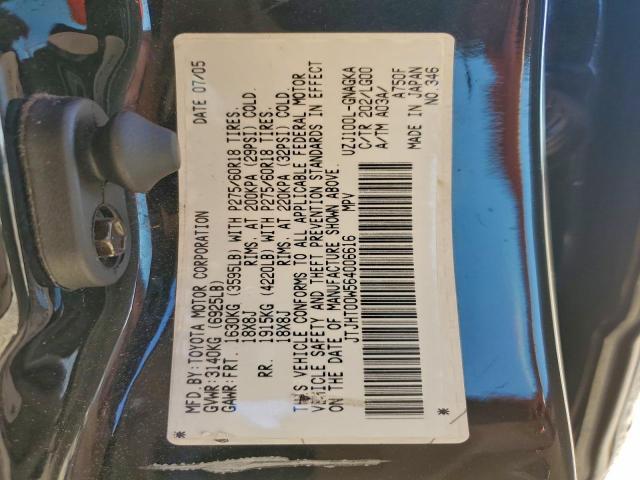 MFD. BY: TOYOTA MOTOR CORPORATION DATE 07/05
GVWR: 3140KG (6925LB)
GAWR: FRT. 1630KG (3595LB) WITH P275/60R18 TIRES.
18X8J RIMS. AT 200KPA (29PSI) COLD.
RR. 1915KG (4220LB) WITH P275/60R18 TIRES.
18X8J RIMS. AT 220KPA (32PSI) COLD.
THIS VEHICLE CONFORMS TO ALL APPLICABLE FEDERAL MOTOR
VEHICLE SAFETY AND THEFT PREVENTION STANDARDS IN EFFECT
ON THE DATE OF MANUFACTURE SHOWN ABOVE.
JTJHT00W564006616 MPV
UZJ100L-GNAGKA
C/TR 202/LG00
A/TM A03A/ A750F
MADE IN JAPAN
NO. 346